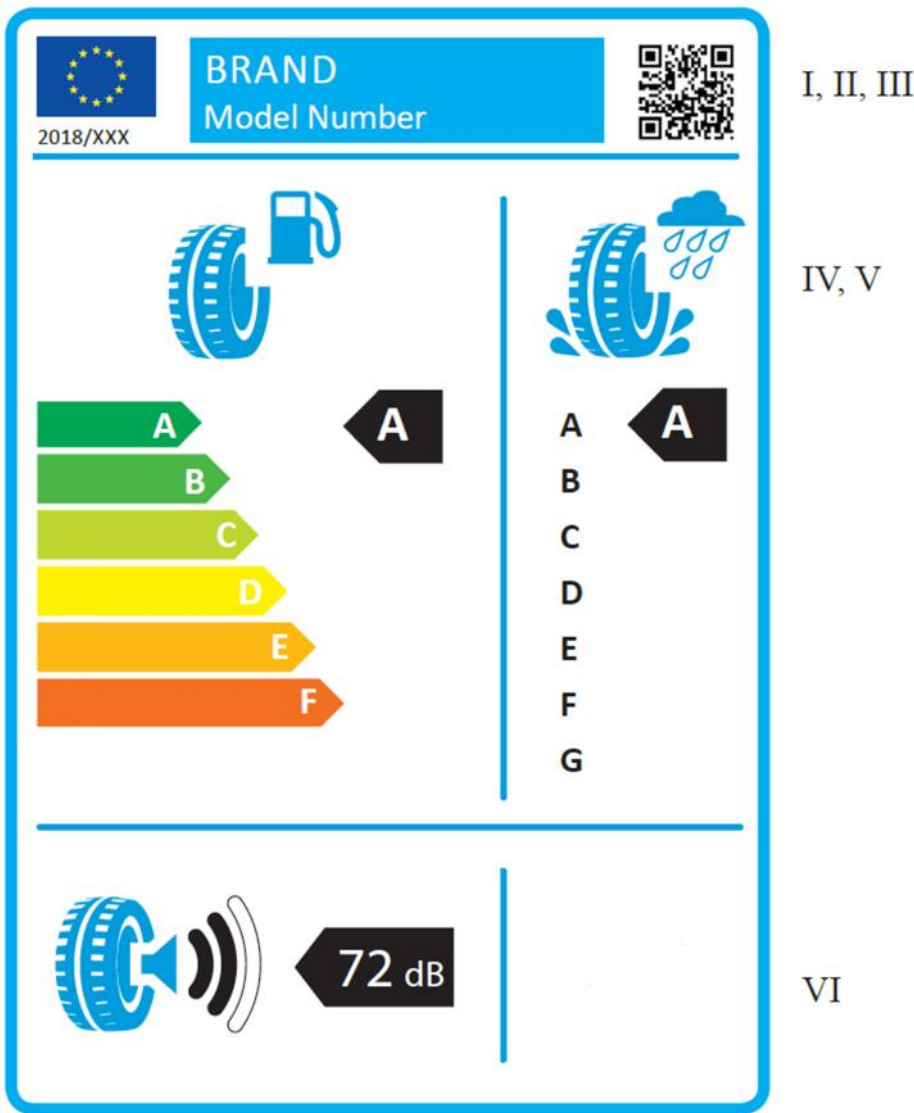 BRAND
Model Number
2018/XXX
I, II, III
IV, V
A
B
C
D
E
F
A
A
B
C
D
E
F
G
A
72 dB
VI